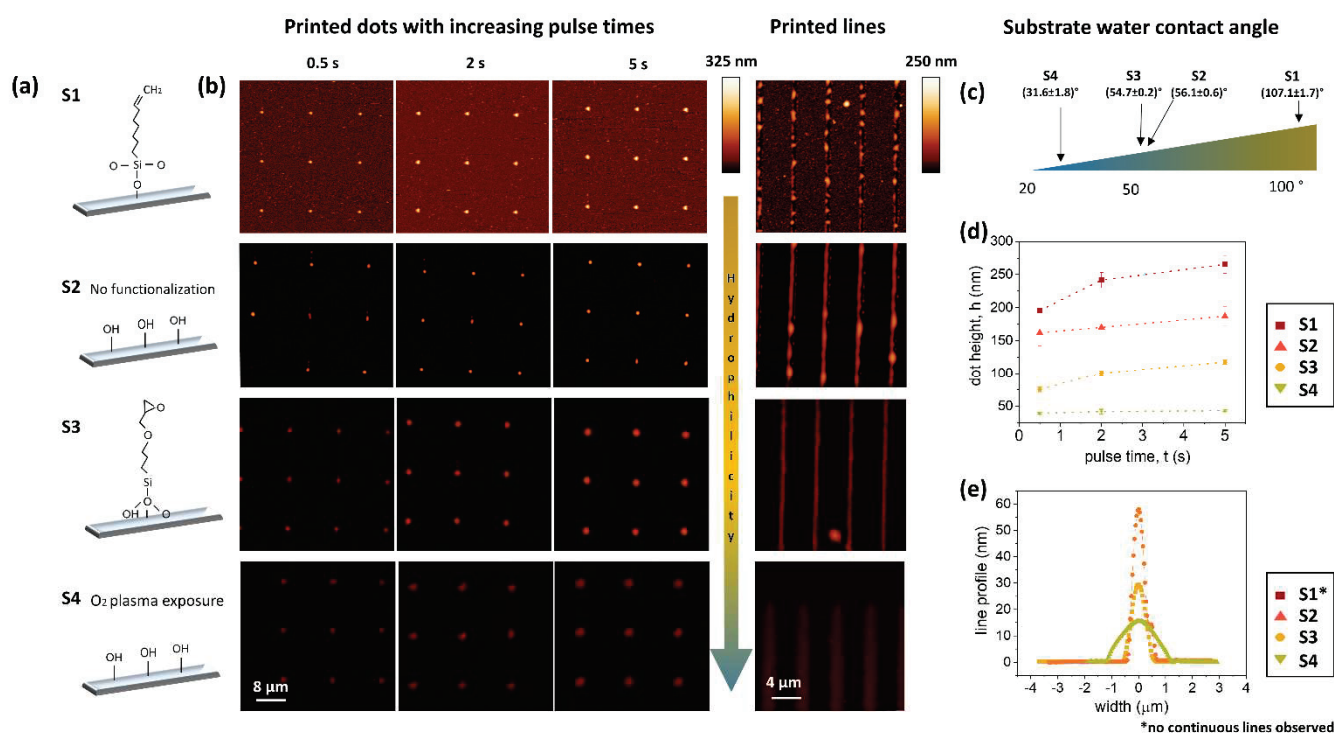 Printed dots with increasing pulse times
Printed lines
Substrate water contact angle
0.5 s
2 s
5 s
325 nm
250 nm
(a)
S1
CH₂
O
Si
O
O
(b)
(c)
S4
(31.6±1.8)°
S3
(54.7±0.2)°
S2
(56.1±0.6)°
S1
(107.1±1.7)°
20
50
100 °
S2 No functionalization
OH
OH
OH
Hydrophilicity
(d)
300
250
200
150
100
50
dot height, h (nm)
0 1 2 3 4 5
pulse time, t (s)
S1
S2
S3
S4
S3
O
O
Si
O
OH
O
(e)
60
50
40
30
20
10
0
line profile (nm)
-4 -3 -2 -1 0 1 2 3 4
width (μm)
S1*
S2
S3
S4
*no continuous lines observed
S4 O₂ plasma exposure
OH
OH
OH
8 μm
4 μm